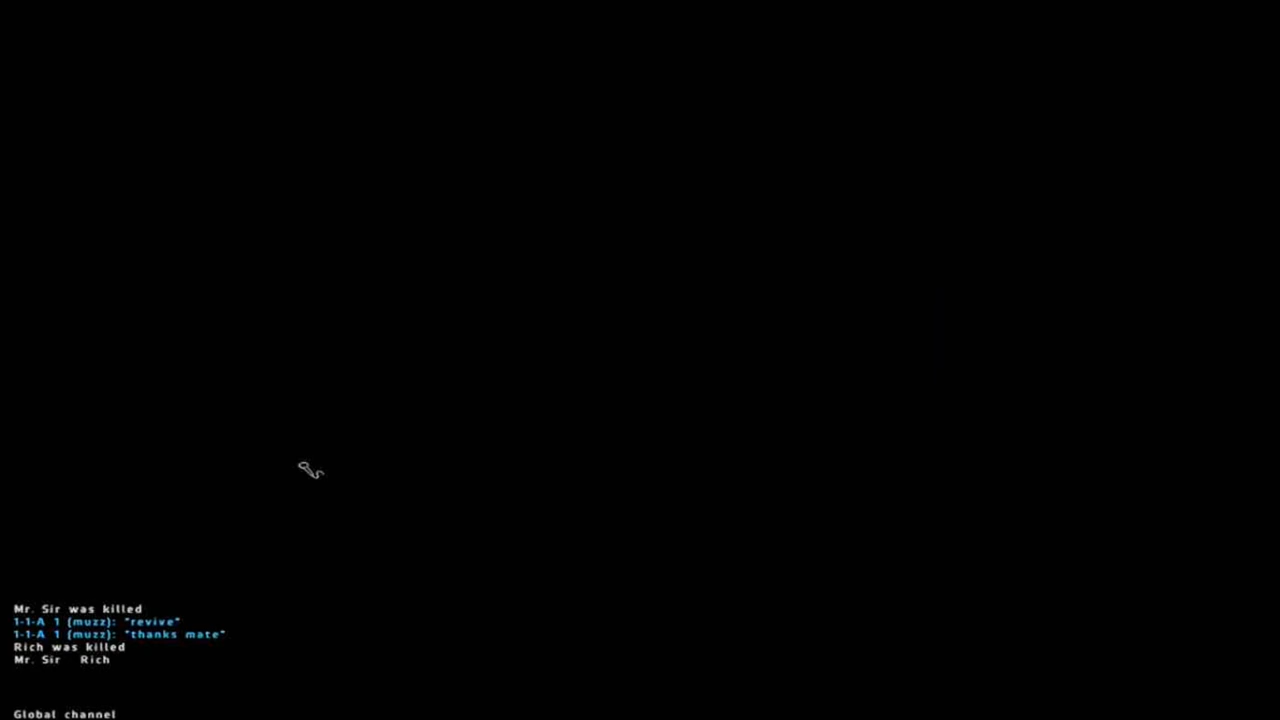 Mr. Sir was killed
1-1-A 1 (muzz): "revive"
1-1-A 1 (muzz): "thanks mate"
Rich was killed
Mr. Sir Rich
Global channel